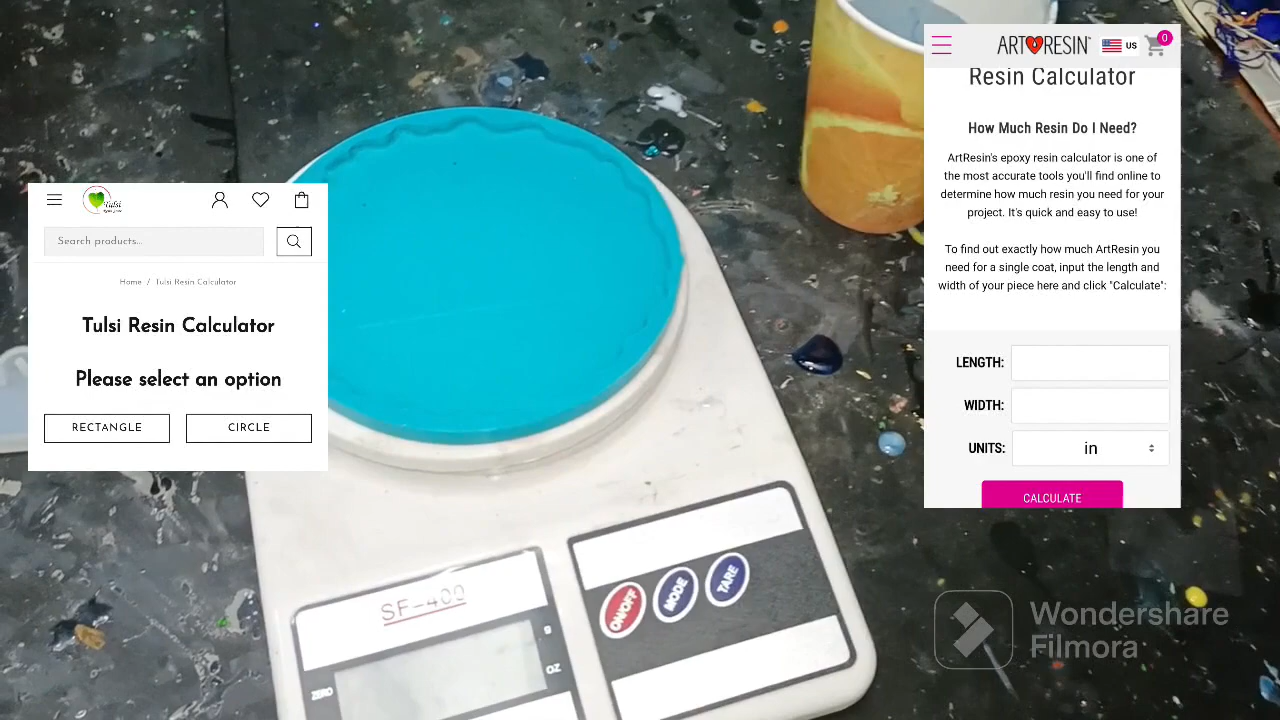 Tulsi
Search products...
Home / Tulsi Resin Calculator
Tulsi Resin Calculator
Please select an option
RECTANGLE
CIRCLE
ARTRESIN
US
0
Resin Calculator
How Much Resin Do I Need?
ArtResin's epoxy resin calculator is one of
the most accurate tools you'll find online to
determine how much resin you need for your
project. It's quick and easy to use!
To find out exactly how much ArtResin you
need for a single coat, input the length and
width of your piece here and click "Calculate":
LENGTH:
WIDTH:
UNITS:
in
CALCULATE
SF-400
ZERO
g
OZ
ON/OFF
MODE
TARE
Wondershare
Filmora